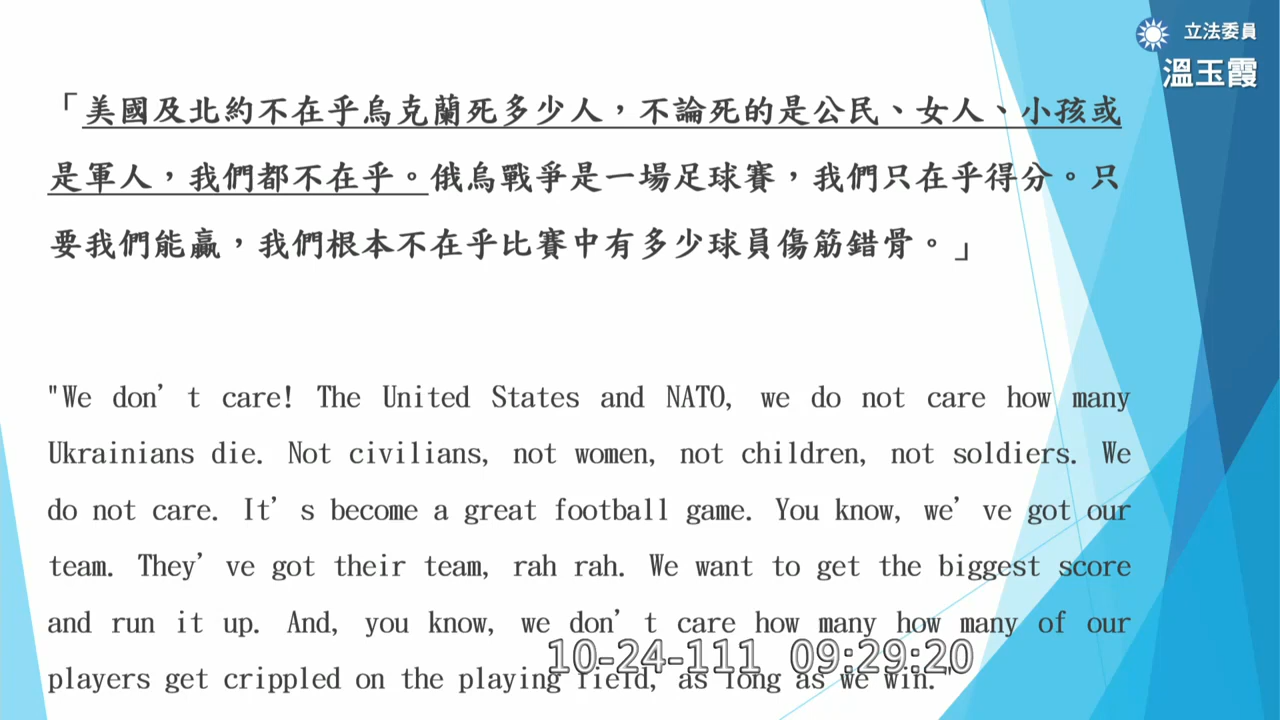 立法委員
溫玉霞
「美國及北約不在乎烏克蘭死多少人，不論死的是公民、女人、小孩或
是軍人，我們都不在乎。俄烏戰爭是一場足球賽，我們只在乎得分。只
要我們能贏，我們根本不在乎比賽中有多少球員傷筋錯骨。」
"We don’t care! The United States and NATO, we do not care how many
Ukrainians die. Not civilians, not women, not children, not soldiers. We
do not care. It’s become a great football game. You know, we’ve got our
team. They’ve got their team, rah rah. We want to get the biggest score
and run it up. And, you know, we don’t care how many how many of our
players get crippled on the playing field, as long as we win."
10-24-111 09:29:20